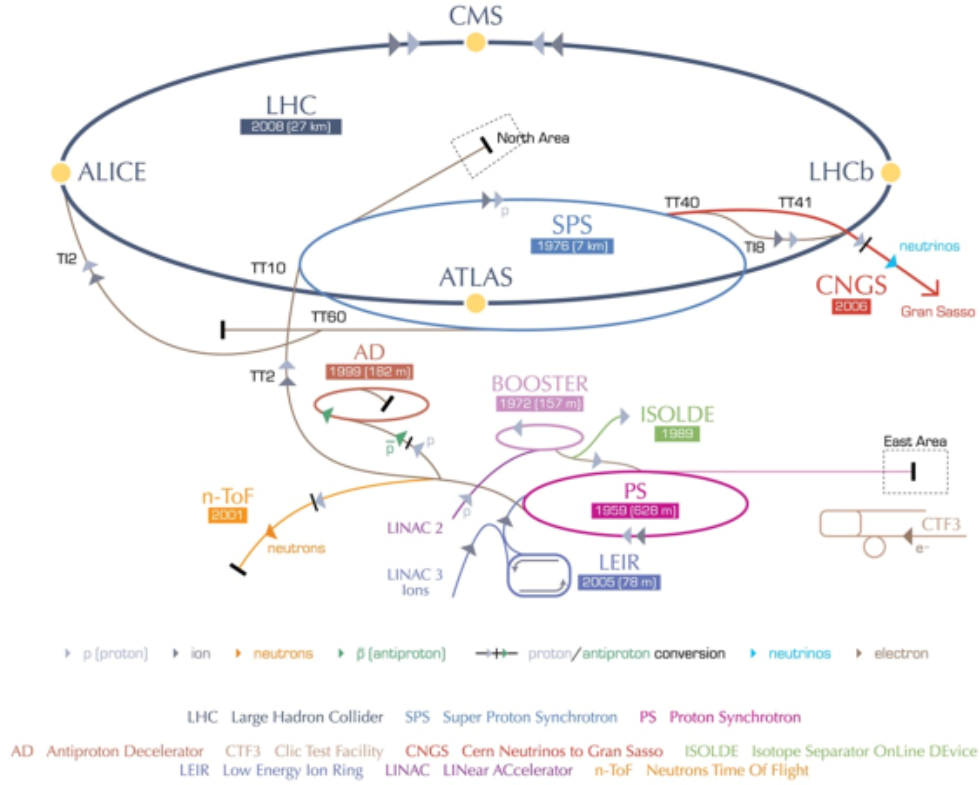 CMS
LHC
2008 (27 km)
North Area
ALICE
LHCb
TT40
TT41
p
SPS
1976 (7 km)
TI8
neutrinos
TI2
TT10
ATLAS
CNGS
2006
Gran Sasso
TT60
AD
1999 (182 m)
TT2
BOOSTER
1972 (157 m)
ISOLDE
1989
p̅
p
East Area
n-ToF
2001
PS
1959 (628 m)
p
LINAC 2
neutrons
CTF3
e-
LEIR
2005 (78 m)
LINAC 3
Ions
p (proton) ion neutrons p̅ (antiproton) proton/antiproton conversion neutrinos electron
LHC Large Hadron Collider SPS Super Proton Synchrotron PS Proton Synchrotron
AD Antiproton Decelerator CTF3 Clic Test Facility CNGS Cern Neutrinos to Gran Sasso ISOLDE Isotope Separator OnLine DEvice
LEIR Low Energy Ion Ring LINAC LINear ACcelerator n-ToF Neutrons Time Of Flight